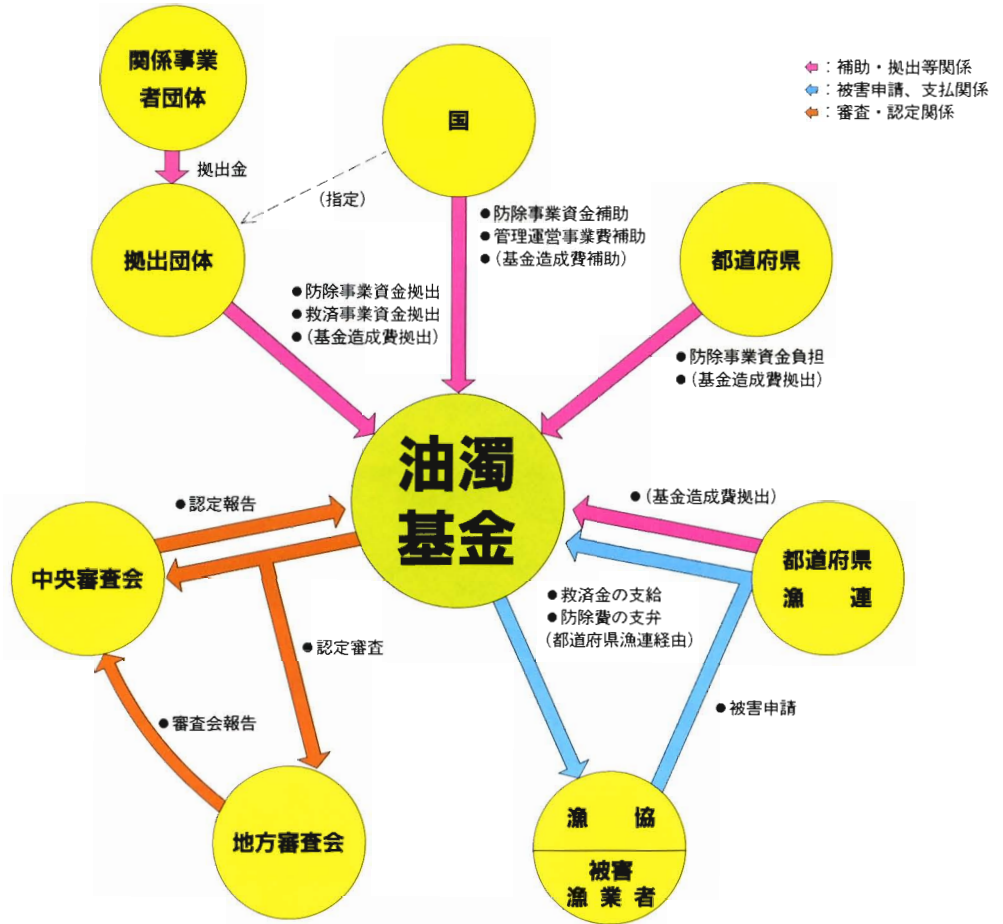 関係事業
者団体
国
⇦：補助・拠出等関係
⇦：被害申請、支払関係
⇦：審査・認定関係
拠出金
(指定)
拠出団体
●防除事業資金補助
●管理運営事業費補助
●(基金造成費補助)
都道府県
●防除事業資金拠出
●救済事業資金拠出
●(基金造成費拠出)
●防除事業資金負担
●(基金造成費拠出)
油濁
基金
●認定報告
●(基金造成費拠出)
中央審査会
都道府県
漁 連
●救済金の支給
●防除費の支弁
(都道府県漁連経由)
●認定審査
●審査会報告
●被害申請
地方審査会
漁 協
被害
漁業者